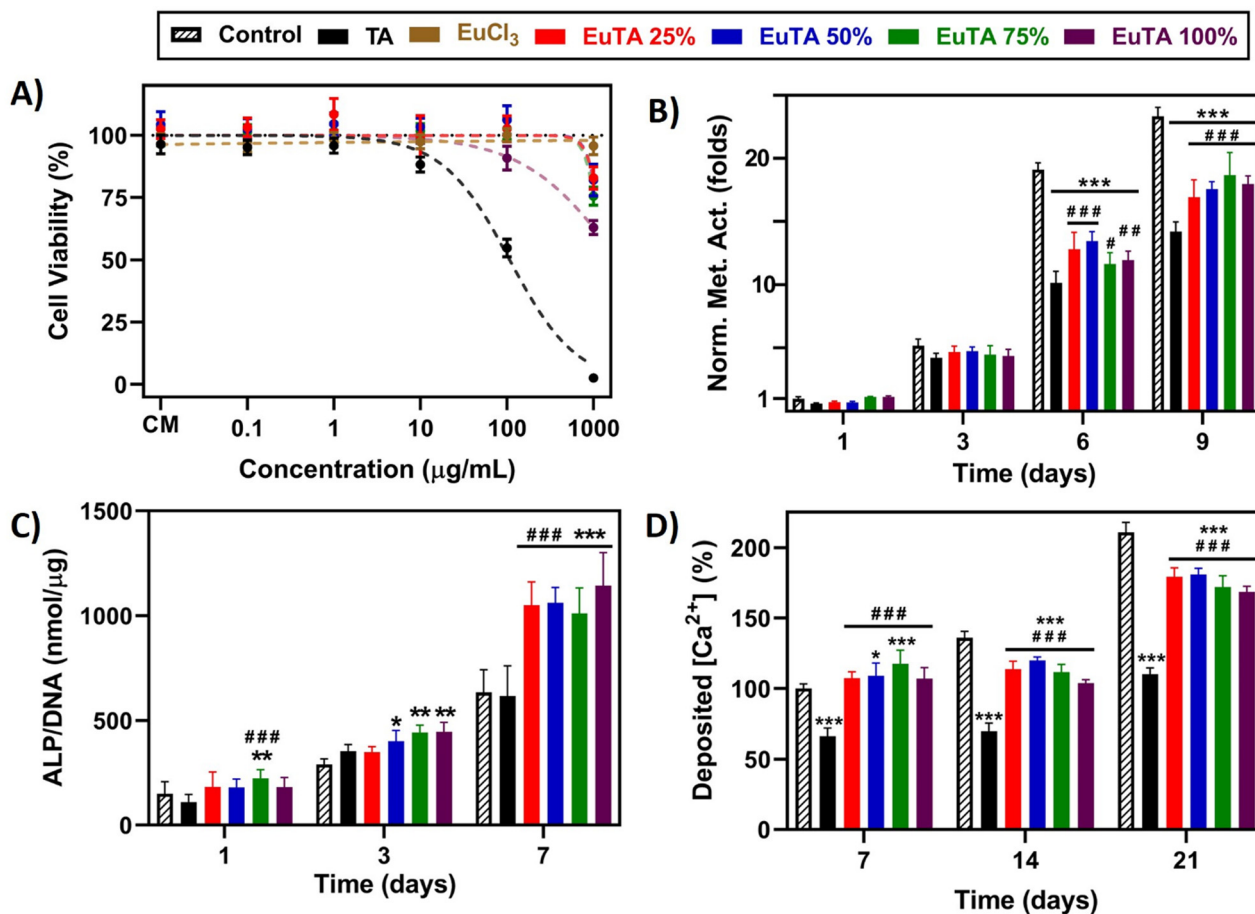 Control TA EuCl3 EuTA 25% EuTA 50% EuTA 75% EuTA 100%
A)
Cell Viability (%)
100
75
50
25
0
CM 0.1 1 10 100 1000
Concentration (μg/mL)
B)
Norm. Met. Act. (folds)
20
10
1
***
###
# ##
***
###
1 3 6 9
Time (days)
C)
ALP/DNA (nmol/μg)
1500
1000
500
0
###
**
* ** **
### ***
1 3 7
Time (days)
D)
Deposited [Ca2+] (%)
200
150
100
50
0
###
* ***
***
***
###
***
***
###
***
7 14 21
Time (days)